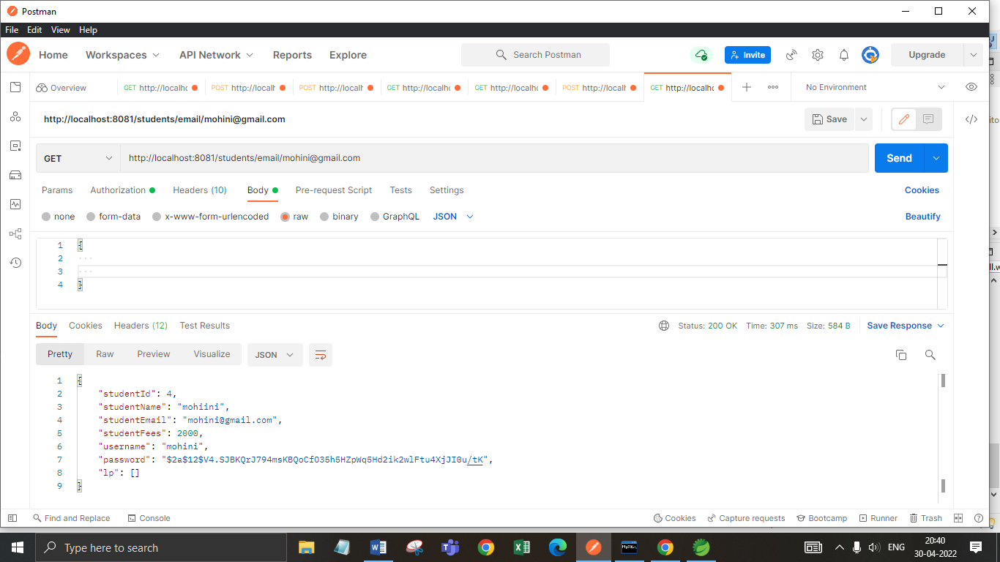 Postman
File Edit View Help
Home Workspaces API Network Reports Explore Search Postman Invite Upgrade
Overview GET http://localho POST http://localh POST http://localh GET http://localho GET http://localho POST http://localh GET http://localho No Environment
http://localhost:8081/students/email/mohini@gmail.com Save
GET http://localhost:8081/students/email/mohini@gmail.com Send
Params Authorization Headers (10) Body Pre-request Script Tests Settings Cookies
none form-data x-www-form-urlencoded raw binary GraphQL JSON Beautify
1 {
2
3
4 }
Body Cookies Headers (12) Test Results Status: 200 OK Time: 307 ms Size: 584 B Save Response
Pretty Raw Preview Visualize JSON
1 {
2 "studentId": 4,
3 "studentName": "mohiini",
4 "studentEmail": "mohini@gmail.com",
5 "studentFees": 2000,
6 "username": "mohini",
7 "password": "$2a$12$V4.SJBKQrJ794msKBQoCfO35h5HZpWq5Hd2ik2wlFtu4XjJI0u/tK",
8 "lp": []
9 }
Find and Replace Console Cookies Capture requests Bootcamp Runner Trash
Type here to search ENG 20:40
30-04-2022